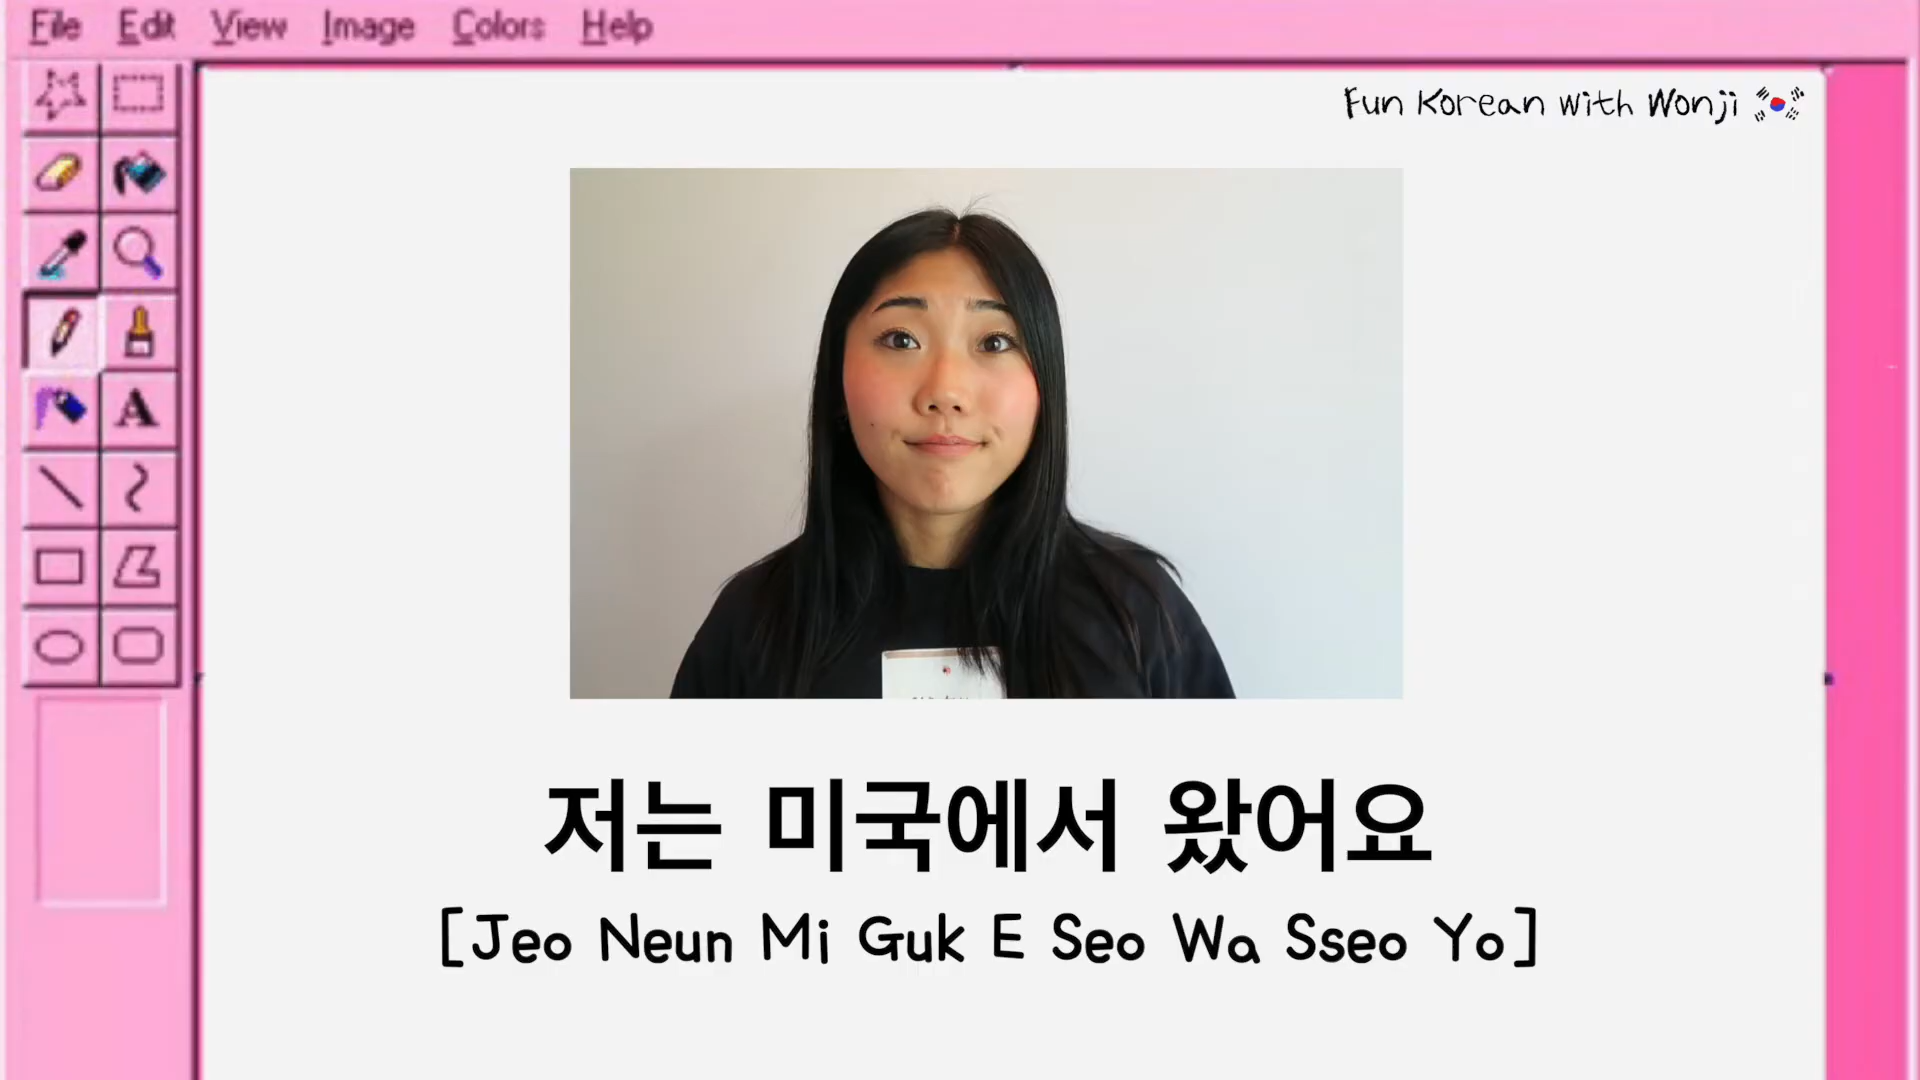 File Edit View Image Colors Help
Fun Korean with Wonji
A
저는 미국에서 왔어요
[Jeo Neun Mi Guk E Seo Wa Sseo Yo]